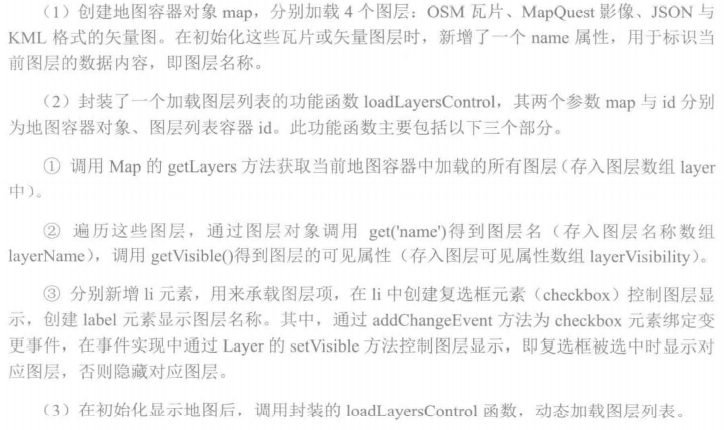 （1）创建地图容器对象 map，分别加载 4 个图层：OSM 瓦片、MapQuest 影像、JSON 与
KML 格式的矢量图。在初始化这些瓦片或矢量图层时，新增了一个 name 属性，用于标识当
前图层的数据内容，即图层名称。
（2）封装了一个加载图层列表的功能函数 loadLayersControl，其两个参数 map 与 id 分别
为地图容器对象、图层列表容器 id。此功能函数主要包括以下三个部分。
① 调用 Map 的 getLayers 方法获取当前地图容器中加载的所有图层（存入图层数组 layer
中）。
② 遍历这些图层，通过图层对象调用 get('name')得到图层名（存入图层名称数组
layerName），调用 getVisible()得到图层的可见属性（存入图层可见属性数组 layerVisibility）。
③ 分别新增 li 元素，用来承载图层项，在 li 中创建复选框元素（checkbox）控制图层显
示，创建 label 元素显示图层名称。其中，通过 addChangeEvent 方法为 checkbox 元素绑定变
更事件，在事件实现中通过 Layer 的 setVisible 方法控制图层显示，即复选框被选中时显示对
应图层，否则隐藏对应图层。
（3）在初始化显示地图后，调用封装的 loadLayersControl 函数，动态加载图层列表。